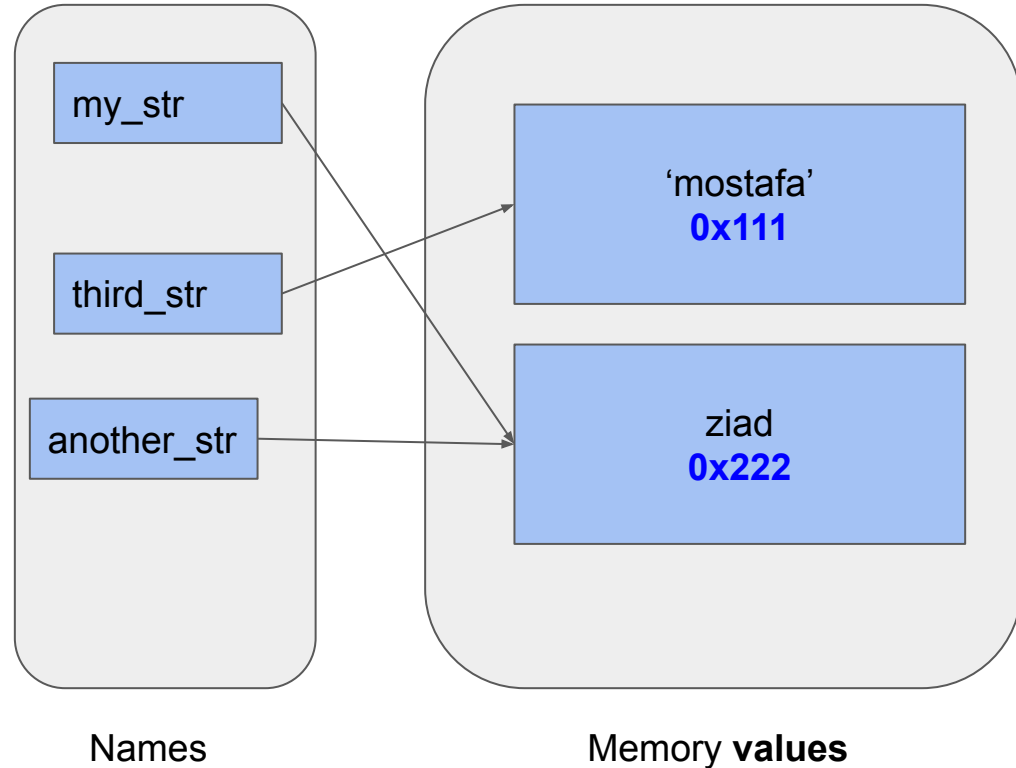 my_str
third_str
another_str
‘mostafa’
0x111
ziad
0x222
Names
Memory values